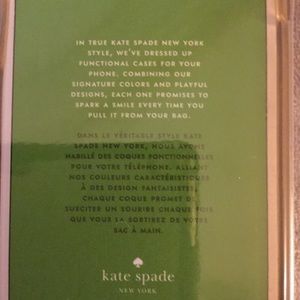 IN TRUE KATE SPADE NEW YORK
STYLE, WE'VE DRESSED UP
FUNCTIONAL CASES FOR YOUR
PHONE. COMBINING OUR
SIGNATURE COLORS AND PLAYFUL
DESIGNS, EACH ONE PROMISES TO
SPARK A SMILE EVERY TIME YOU
PULL IT FROM YOUR BAG.
DANS LE VÉRITABLE STYLE KATE
SPADE NEW YORK, NOUS AVONS
HABILLÉ DES COQUES FONCTIONNELLES
POUR VOTRE TÉLÉPHONE. ALLIANT
NOS COULEURS CARACTÉRISTIQUES
À DES DESIGN FANTAISISTES,
CHAQUE COQUE PROMET DE
SUSCITER UN SOURIRE CHAQUE FOIS
QUE VOUS LA SORTIREZ DE VOTRE
SAC À MAIN.
kate spade
NEW YORK